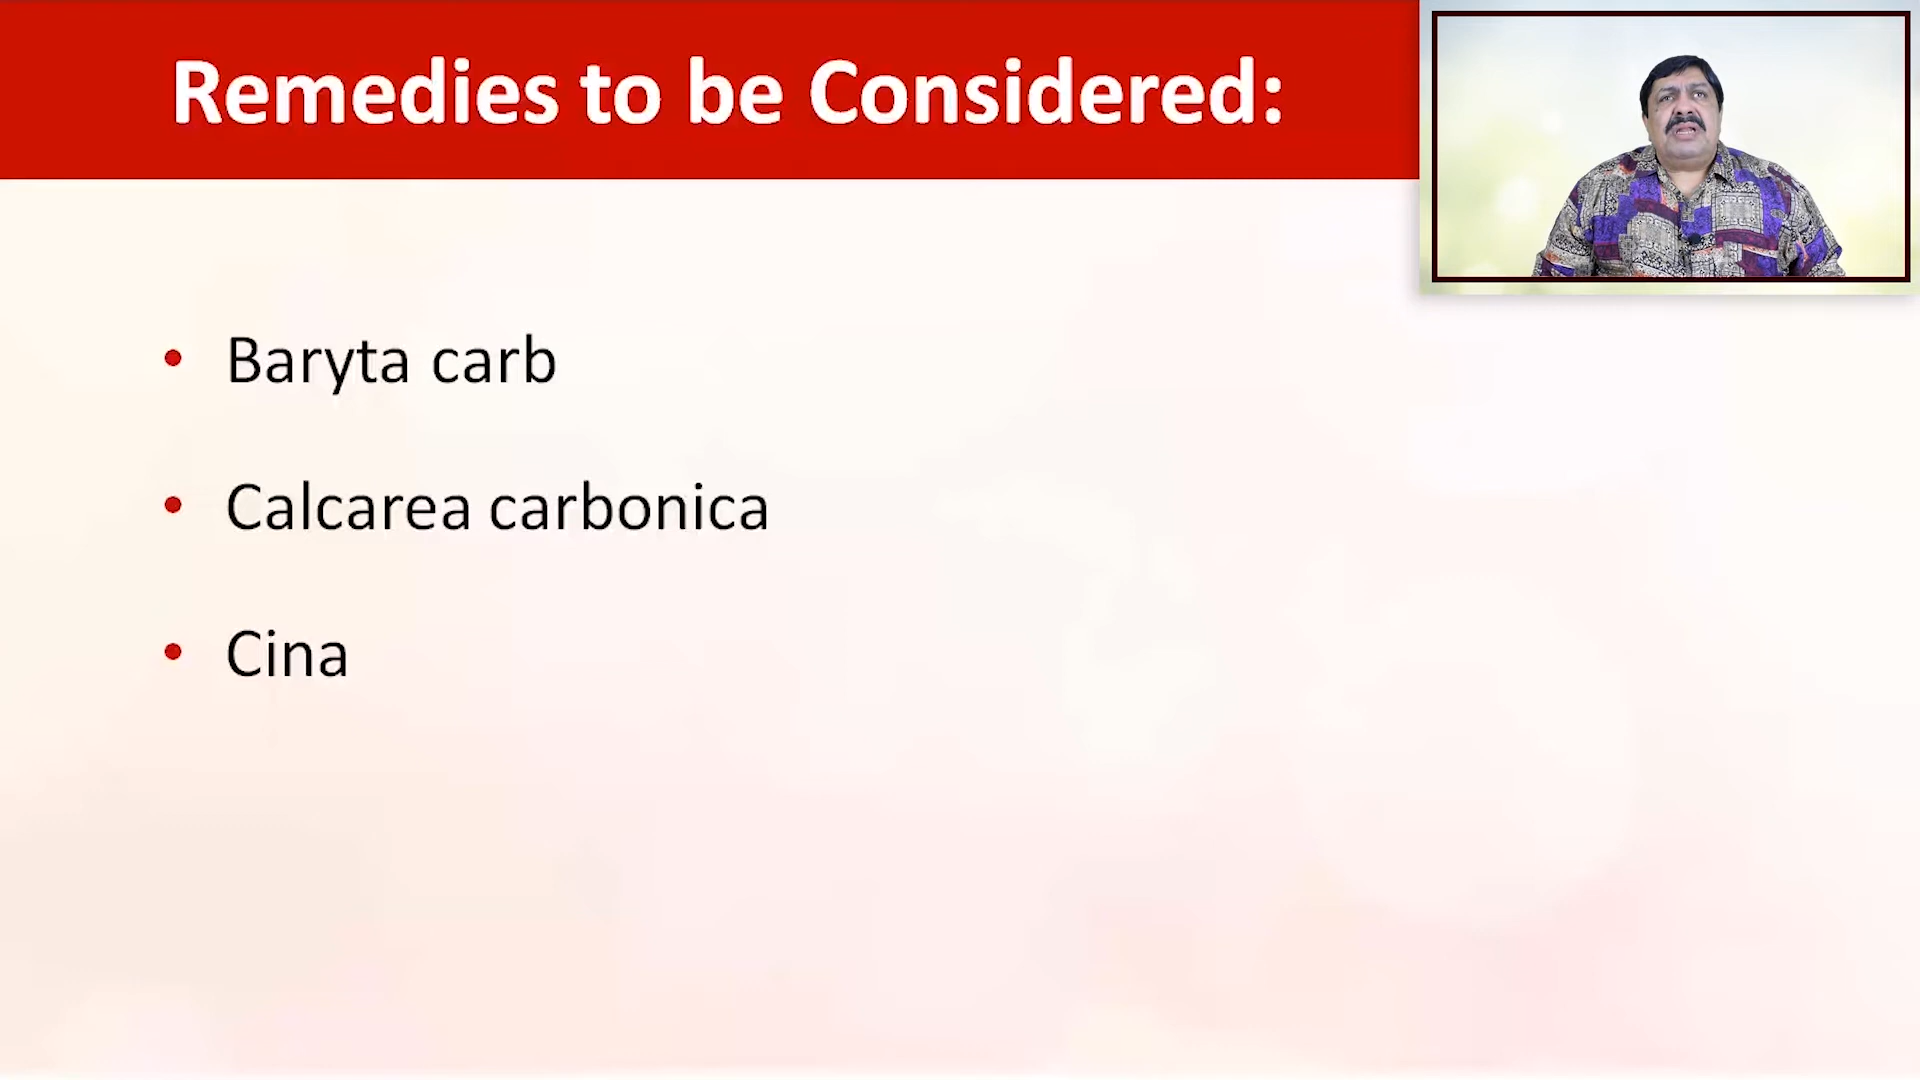 Remedies to be Considered:
• Baryta carb
• Calcarea carbonica
• Cina